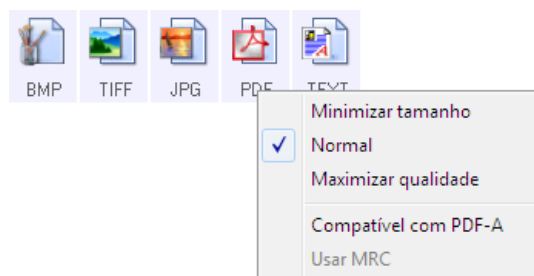 BMP TIFF JPG PDF TEXT
Minimizar tamanho
Normal
Maximizar qualidade
Compatível com PDF-A
Usar MRC